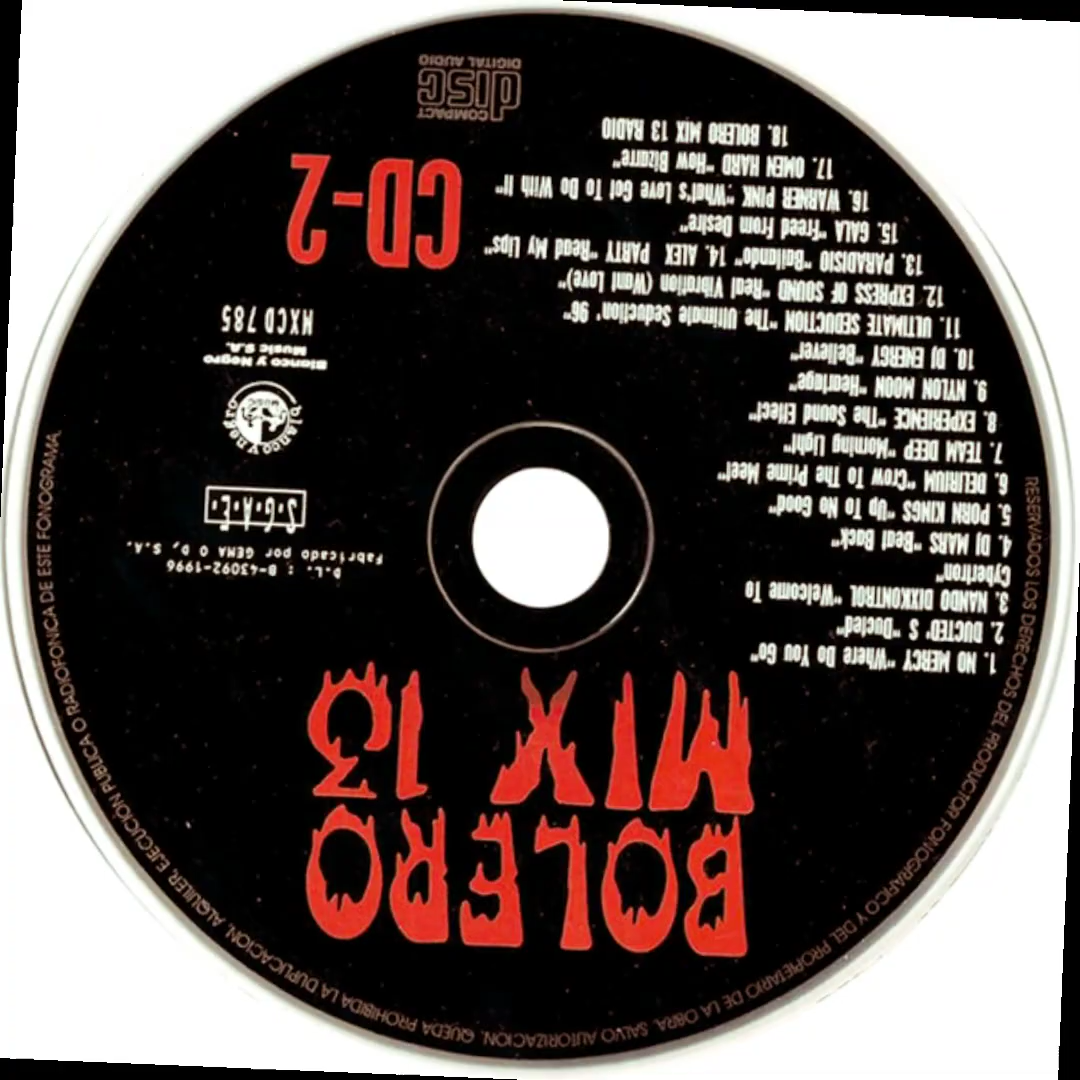 BOLERO
MIX 13
1. NO MERCY "Where Do You Go"
2. DUCTED' S "Ducted"
3. NANDO DIXKONTROL "Welcome To
Cybertron"
4. DJ MARS "Beat Back"
5. PORN KINGS "Up To No Good"
6. DELIRIUM "Crow To The Prime Meet"
7. TEAM DEEP "Morning Light"
8. EXPERIENCE "The Sound Effect"
9. NYLON MOON "Heartage"
10. DJ ENERGY "Believer"
11. ULTIMATE SEDUCTION "The Ultimate Seduction' 96"
12. EXPRESS OF SOUND "Real Vibration (Want Love)"
13. PARADISIO "Bailando" 14. ALEX PARTY "Read My Lips"
15. GALA "Freed From Desire"
16. WARNER PINK "What's Love Got To Do With It"
17. OMEN HARD "How Bizarre"
18. BOLERO MIX 13 RADIO
D.L. : B-43092-1996
Fabricado por GEMA O D, S.A.
S.G.A.E.
blanco y negro
MUSIC
Blanco y Negro
Music S.A.
MXCD 785
CD-2
COMPACT
disc
DIGITAL AUDIO
RESERVADOS LOS DERECHOS DEL PRODUCTOR FONOGRAFICO Y DEL PROPIETARIO DE LA OBRA. SALVO AUTORIZACION, QUEDA PROHIBIDA LA DUPLICACION, ALQUILER, EJECUCIÓN PUBLICA O RADIOFONICA DE ESTE FONOGRAMA.